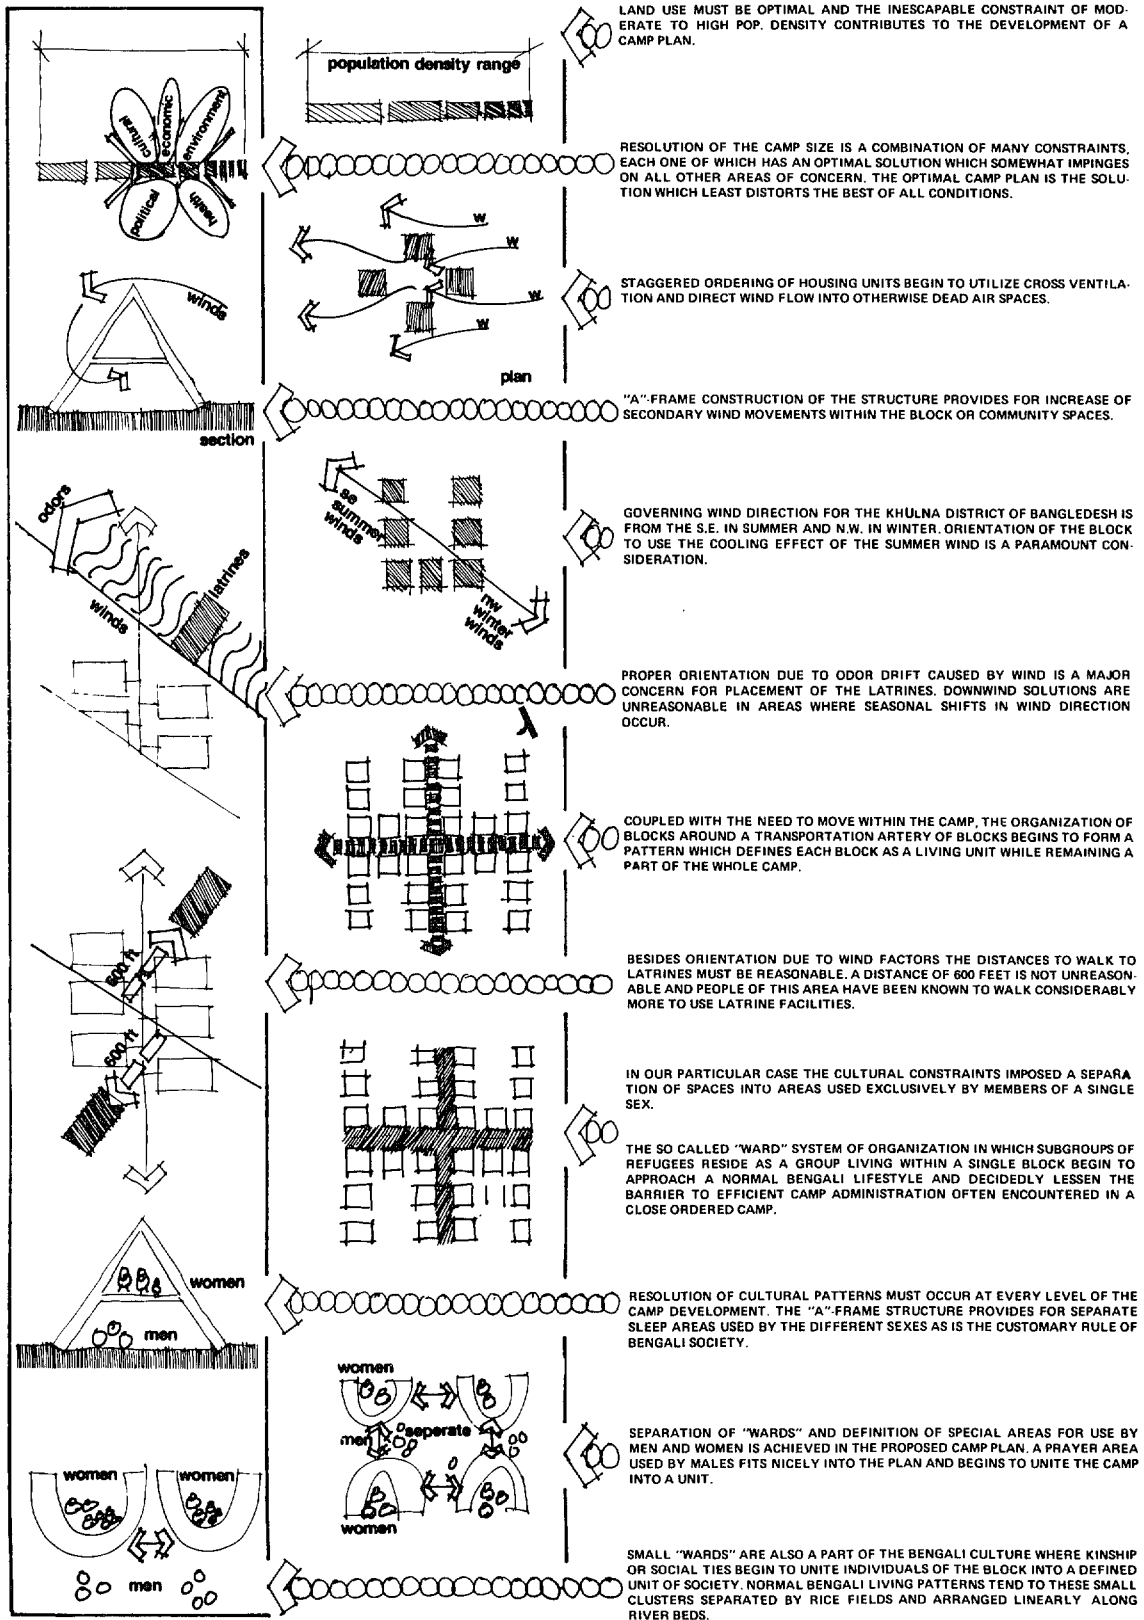 LAND USE MUST BE OPTIMAL AND THE INESCAPABLE CONSTRAINT OF MOD-
ERATE TO HIGH POP. DENSITY CONTRIBUTES TO THE DEVELOPMENT OF A
CAMP PLAN.
population density range
cultural
economic
environment
political
health
RESOLUTION OF THE CAMP SIZE IS A COMBINATION OF MANY CONSTRAINTS,
EACH ONE OF WHICH HAS AN OPTIMAL SOLUTION WHICH SOMEWHAT IMPINGES
ON ALL OTHER AREAS OF CONCERN. THE OPTIMAL CAMP PLAN IS THE SOLU-
TION WHICH LEAST DISTORTS THE BEST OF ALL CONDITIONS.
w
w
w
w
plan
STAGGERED ORDERING OF HOUSING UNITS BEGIN TO UTILIZE CROSS VENTILA-
TION AND DIRECT WIND FLOW INTO OTHERWISE DEAD AIR SPACES.
winds
section
"A"-FRAME CONSTRUCTION OF THE STRUCTURE PROVIDES FOR INCREASE OF
SECONDARY WIND MOVEMENTS WITHIN THE BLOCK OR COMMUNITY SPACES.
se
summer
winds
nw
winter
winds
GOVERNING WIND DIRECTION FOR THE KHULNA DISTRICT OF BANGLEDESH IS
FROM THE S.E. IN SUMMER AND N.W. IN WINTER. ORIENTATION OF THE BLOCK
TO USE THE COOLING EFFECT OF THE SUMMER WIND IS A PARAMOUNT CON-
SIDERATION.
odors
latrines
winds
PROPER ORIENTATION DUE TO ODOR DRIFT CAUSED BY WIND IS A MAJOR
CONCERN FOR PLACEMENT OF THE LATRINES. DOWNWIND SOLUTIONS ARE
UNREASONABLE IN AREAS WHERE SEASONAL SHIFTS IN WIND DIRECTION
OCCUR.
COUPLED WITH THE NEED TO MOVE WITHIN THE CAMP, THE ORGANIZATION OF
BLOCKS AROUND A TRANSPORTATION ARTERY OF BLOCKS BEGINS TO FORM A
PATTERN WHICH DEFINES EACH BLOCK AS A LIVING UNIT WHILE REMAINING A
PART OF THE WHOLE CAMP.
600 ft
600 ft
BESIDES ORIENTATION DUE TO WIND FACTORS THE DISTANCES TO WALK TO
LATRINES MUST BE REASONABLE. A DISTANCE OF 600 FEET IS NOT UNREASON-
ABLE AND PEOPLE OF THIS AREA HAVE BEEN KNOWN TO WALK CONSIDERABLY
MORE TO USE LATRINE FACILITIES.
IN OUR PARTICULAR CASE THE CULTURAL CONSTRAINTS IMPOSED A SEPARA
TION OF SPACES INTO AREAS USED EXCLUSIVELY BY MEMBERS OF A SINGLE
SEX.
THE SO CALLED "WARD" SYSTEM OF ORGANIZATION IN WHICH SUBGROUPS OF
REFUGEES RESIDE AS A GROUP LIVING WITHIN A SINGLE BLOCK BEGIN TO
APPROACH A NORMAL BENGALI LIFESTYLE AND DECIDEDLY LESSEN THE
BARRIER TO EFFICIENT CAMP ADMINISTRATION OFTEN ENCOUNTERED IN A
CLOSE ORDERED CAMP.
women
men
RESOLUTION OF CULTURAL PATTERNS MUST OCCUR AT EVERY LEVEL OF THE
CAMP DEVELOPMENT. THE "A"-FRAME STRUCTURE PROVIDES FOR SEPARATE
SLEEP AREAS USED BY THE DIFFERENT SEXES AS IS THE CUSTOMARY RULE OF
BENGALI SOCIETY.
women
men
seperate
women
SEPARATION OF "WARDS" AND DEFINITION OF SPECIAL AREAS FOR USE BY
MEN AND WOMEN IS ACHIEVED IN THE PROPOSED CAMP PLAN. A PRAYER AREA
USED BY MALES FITS NICELY INTO THE PLAN AND BEGINS TO UNITE THE CAMP
INTO A UNIT.
women
women
men
SMALL "WARDS" ARE ALSO A PART OF THE BENGALI CULTURE WHERE KINSHIP
OR SOCIAL TIES BEGIN TO UNITE INDIVIDUALS OF THE BLOCK INTO A DEFINED
UNIT OF SOCIETY. NORMAL BENGALI LIVING PATTERNS TEND TO THESE SMALL
CLUSTERS SEPARATED BY RICE FIELDS AND ARRANGED LINEARLY ALONG
RIVER BEDS.